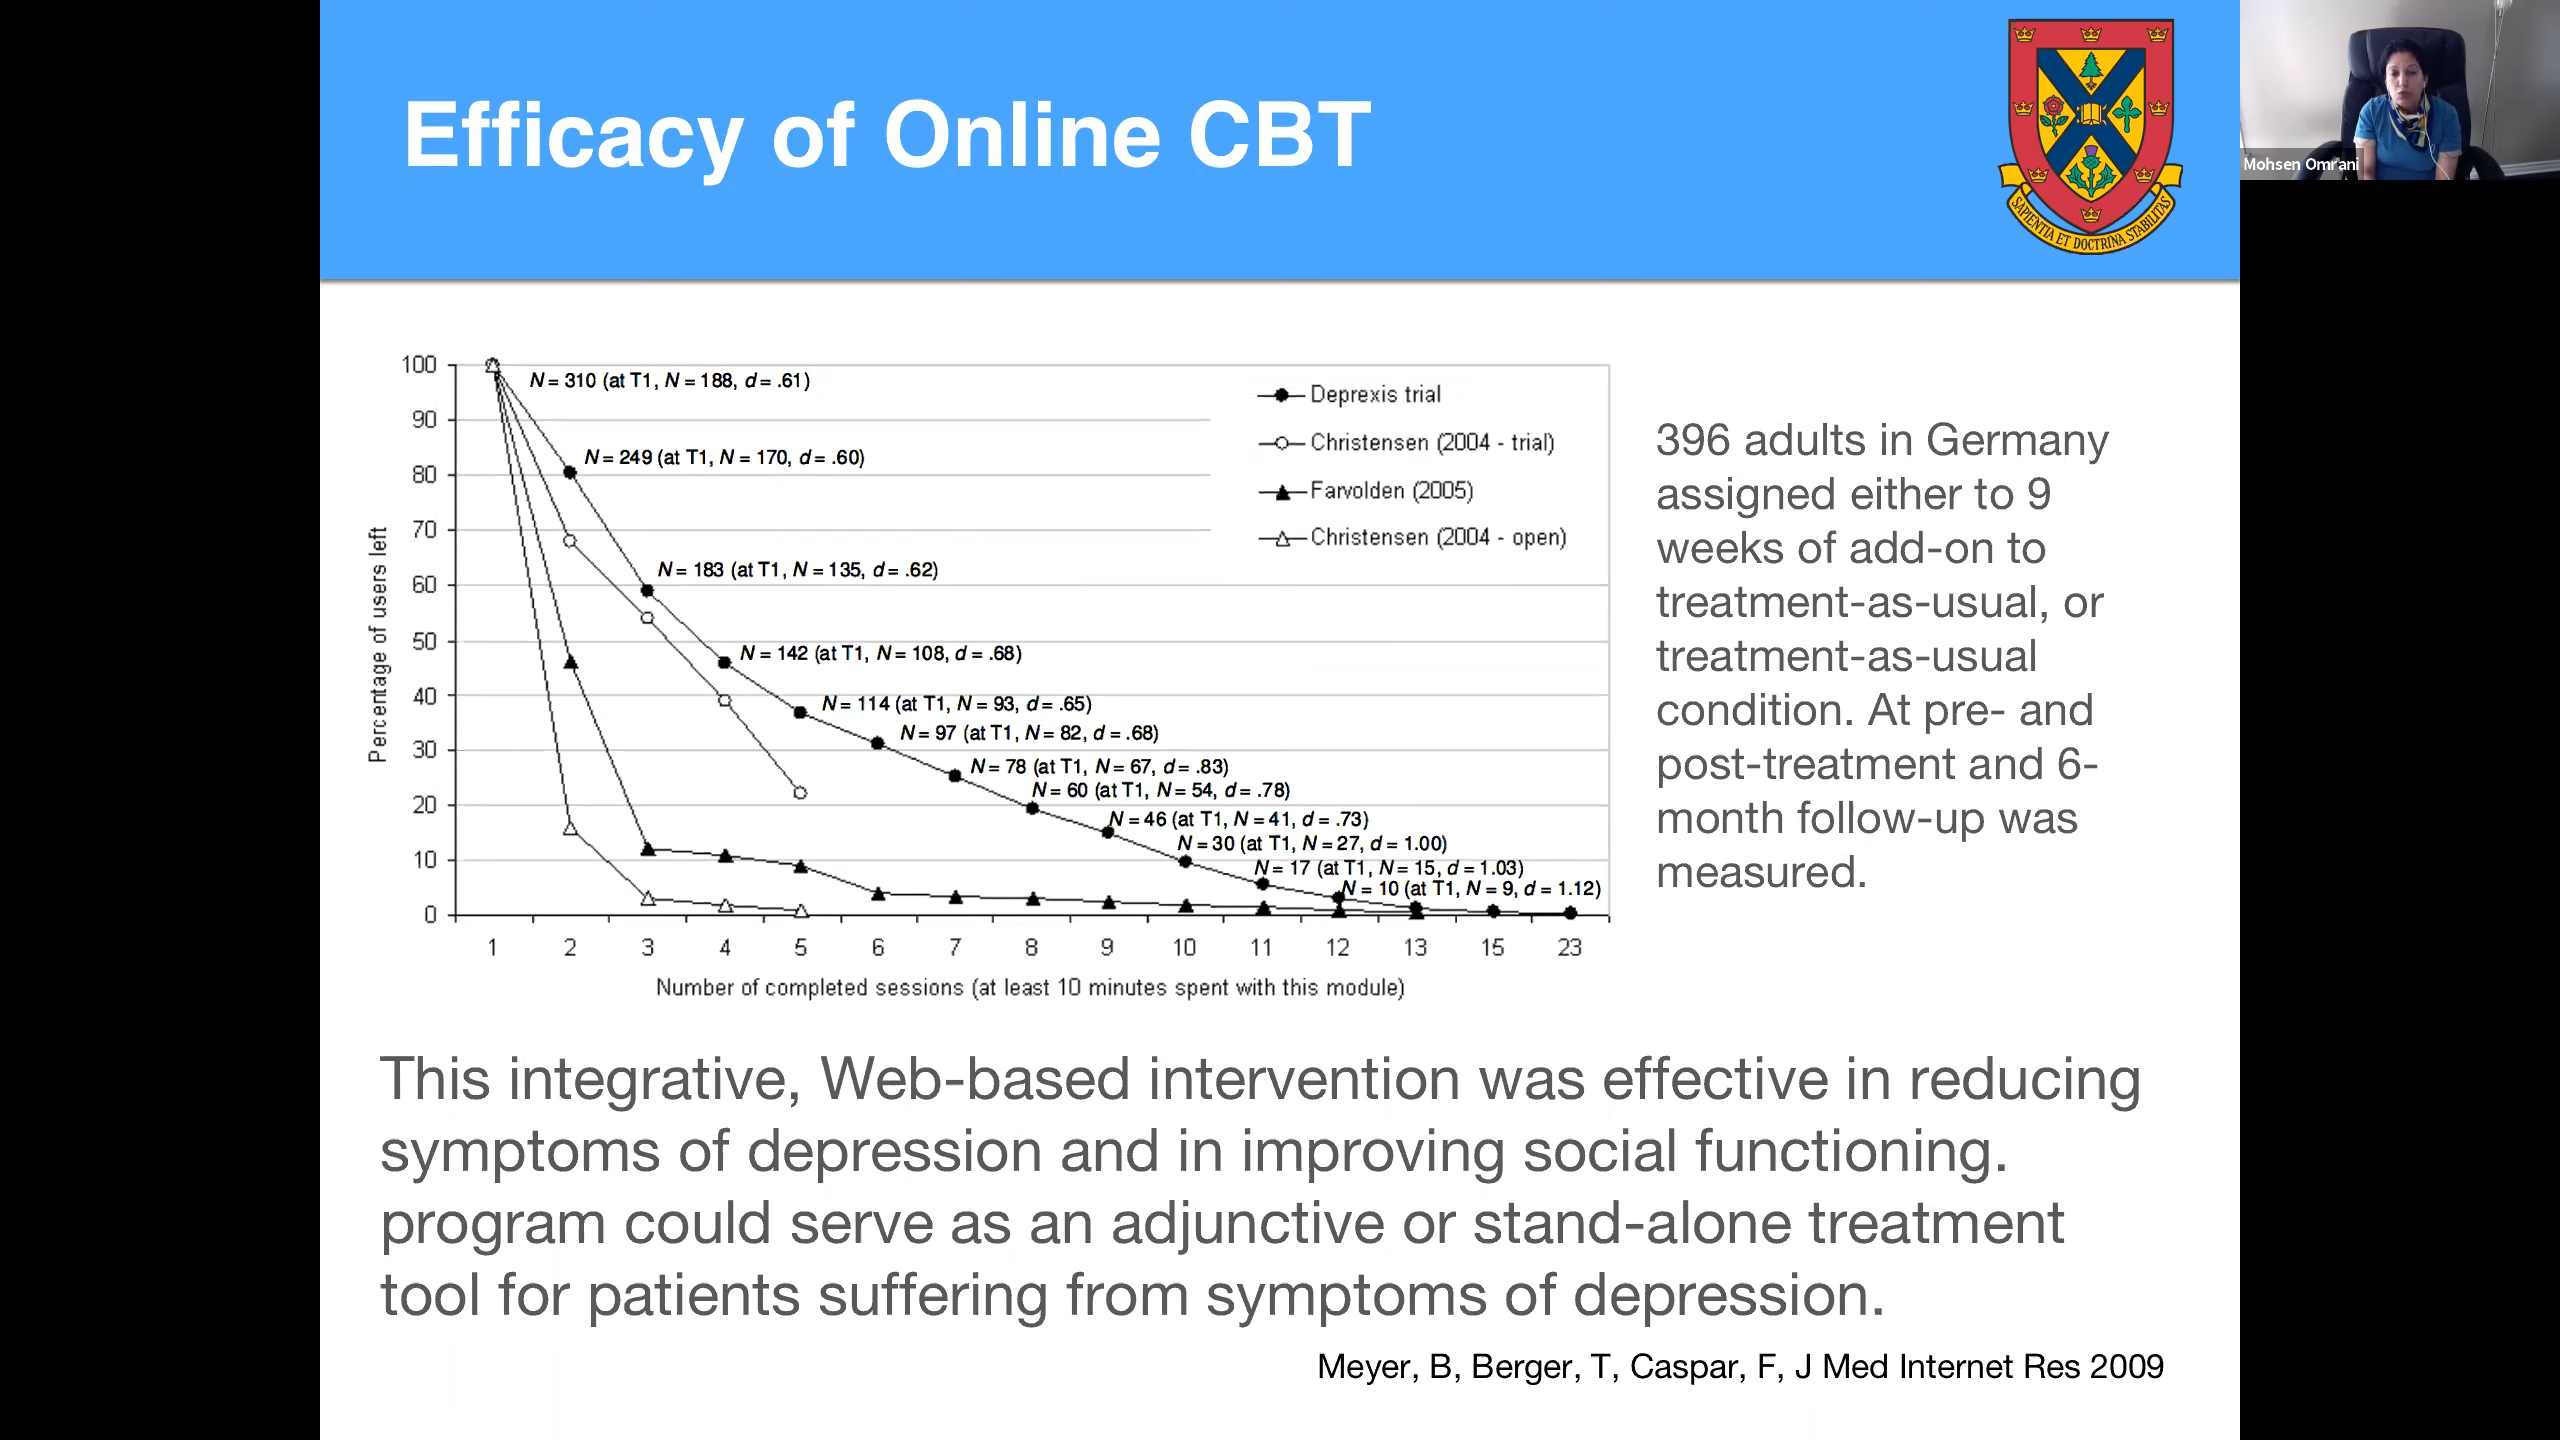 Efficacy of Online CBT
SAPIENTIA ET DOCTRINA STABILITAS
Mohsen Omrani
100
90
80
70
60
50
40
30
20
10
0
Percentage of users left
N = 310 (at T1, N = 188, d = .61)
N = 249 (at T1, N = 170, d = .60)
N = 183 (at T1, N = 135, d = .62)
N = 142 (at T1, N = 108, d = .68)
N = 114 (at T1, N = 93, d = .65)
N = 97 (at T1, N = 82, d = .68)
N = 78 (at T1, N = 67, d = .83)
N = 60 (at T1, N = 54, d = .78)
N = 46 (at T1, N = 41, d = .73)
N = 30 (at T1, N = 27, d = 1.00)
N = 17 (at T1, N = 15, d = 1.03)
N = 10 (at T1, N = 9, d = 1.12)
Deprexis trial
Christensen (2004 - trial)
Farvolden (2005)
Christensen (2004 - open)
1 2 3 4 5 6 7 8 9 10 11 12 13 15 23
Number of completed sessions (at least 10 minutes spent with this module)
396 adults in Germany
assigned either to 9
weeks of add-on to
treatment-as-usual, or
treatment-as-usual
condition. At pre- and
post-treatment and 6-
month follow-up was
measured.
This integrative, Web-based intervention was effective in reducing
symptoms of depression and in improving social functioning.
program could serve as an adjunctive or stand-alone treatment
tool for patients suffering from symptoms of depression.
Meyer, B, Berger, T, Caspar, F, J Med Internet Res 2009